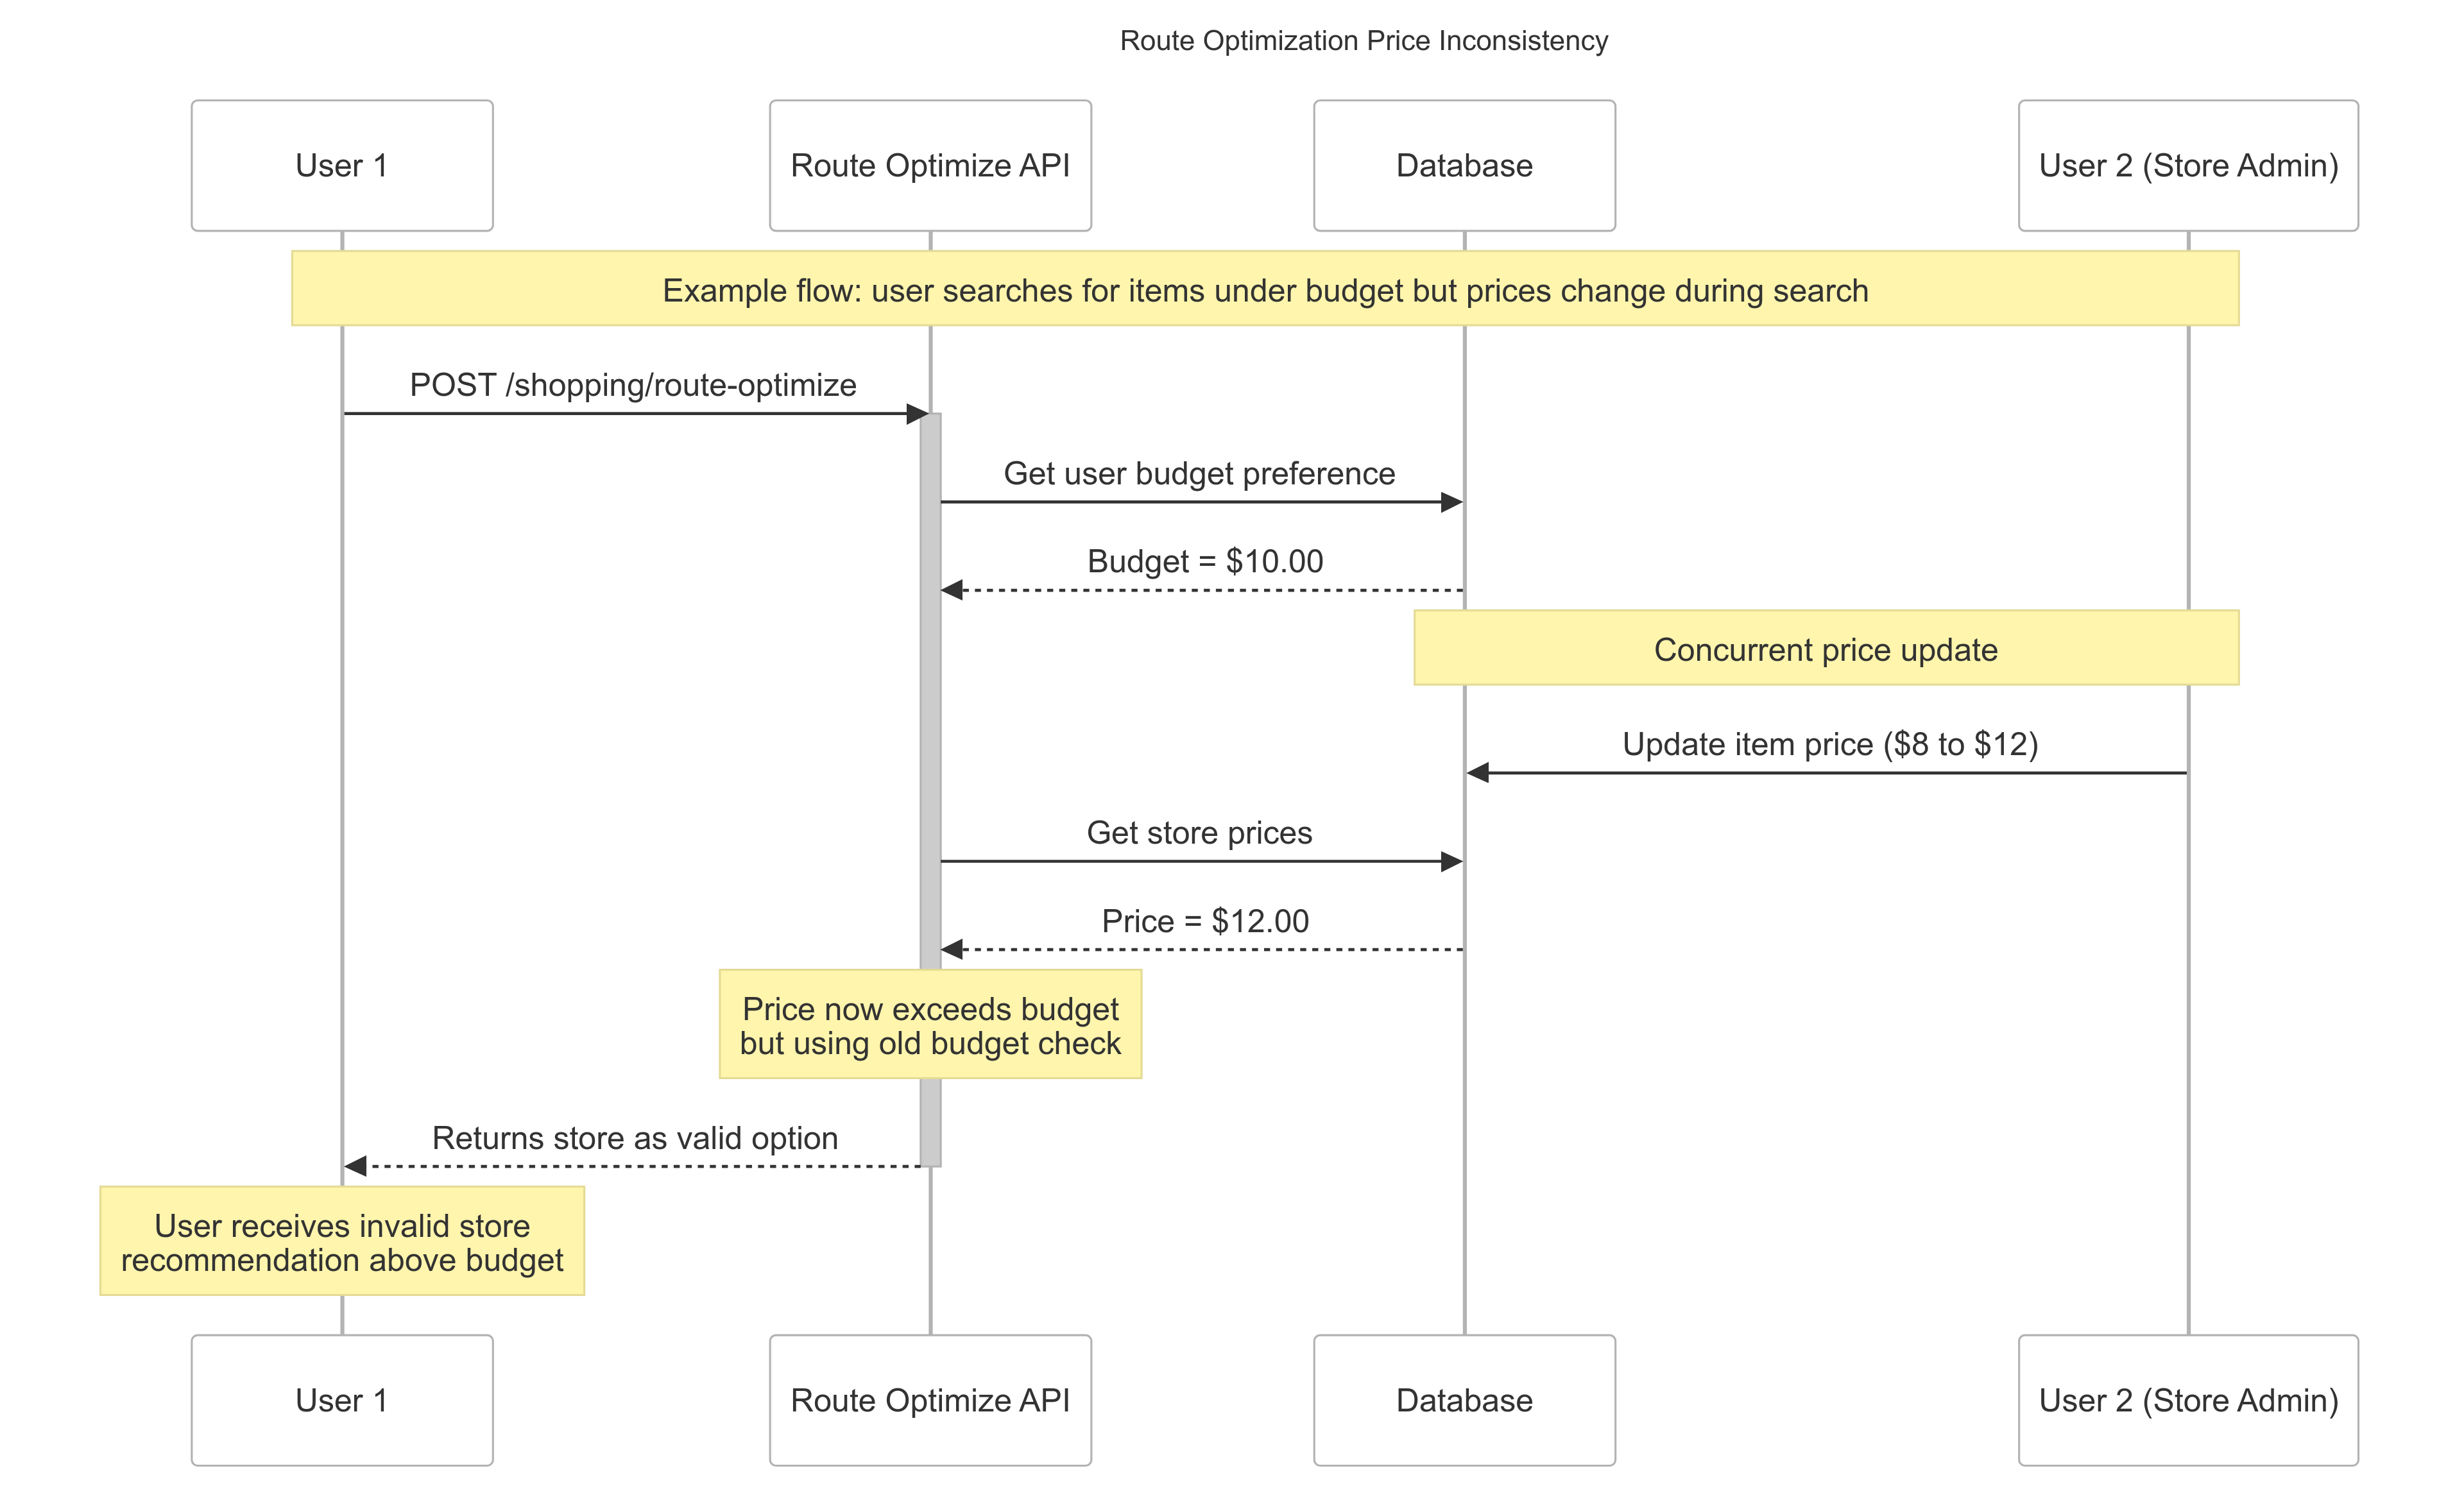 Route Optimization Price Inconsistency
User 1
Route Optimize API
Database
User 2 (Store Admin)
Example flow: user searches for items under budget but prices change during search
POST /shopping/route-optimize
Get user budget preference
Budget = $10.00
Concurrent price update
Update item price ($8 to $12)
Get store prices
Price = $12.00
Price now exceeds budget
but using old budget check
Returns store as valid option
User receives invalid store
recommendation above budget
User 1
Route Optimize API
Database
User 2 (Store Admin)